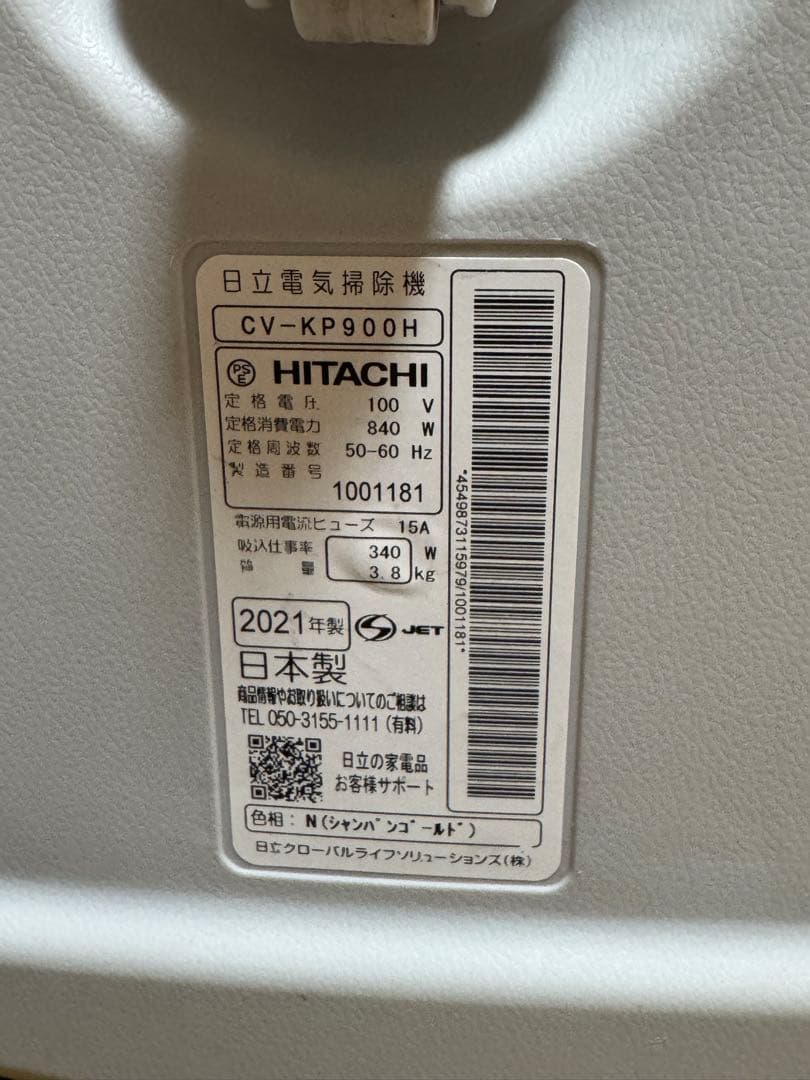 日立電気掃除機
CV-KP900H
PSE HITACHI
定格電圧 100 V
定格消費電力 840 W
定格周波数 50-60 Hz
製造番号
1001181
電源用電流ヒューズ 15A
吸込仕事率 340 W
質量 3.8 kg
2021年製 S JET
日本製
商品情報やお取り扱いについてのご相談は
TEL 050-3155-1111 (有料)
日立の家電品
お客様サポート
色相: N(シャンパンゴールド)
日立グローバルライフソリューションズ(株)
*4549873115979/1001181*